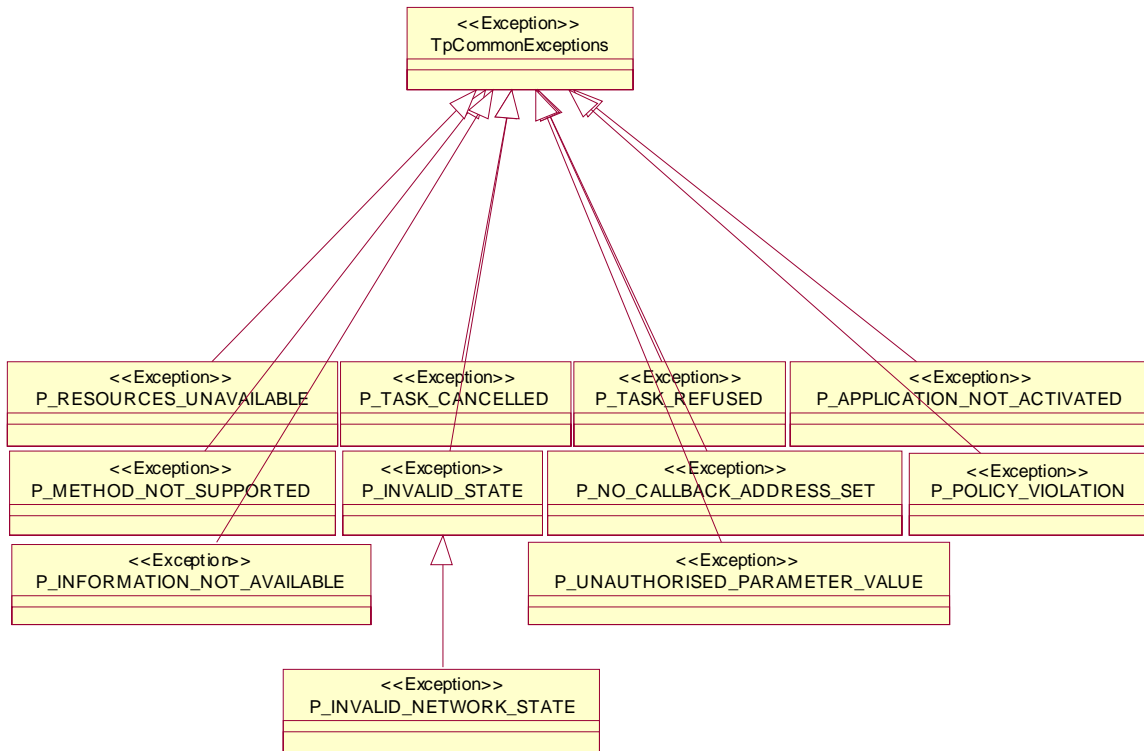 <<Exception>>
TpCommonExceptions
<<Exception>>
P_RESOURCES_UNAVAILABLE
<<Exception>>
P_TASK_CANCELLED
<<Exception>>
P_TASK_REFUSED
<<Exception>>
P_APPLICATION_NOT_ACTIVATED
<<Exception>>
P_METHOD_NOT_SUPPORTED
<<Exception>>
P_INVALID_STATE
<<Exception>>
P_NO_CALLBACK_ADDRESS_SET
<<Exception>>
P_POLICY_VIOLATION
<<Exception>>
P_INFORMATION_NOT_AVAILABLE
<<Exception>>
P_UNAUTHORISED_PARAMETER_VALUE
<<Exception>>
P_INVALID_NETWORK_STATE